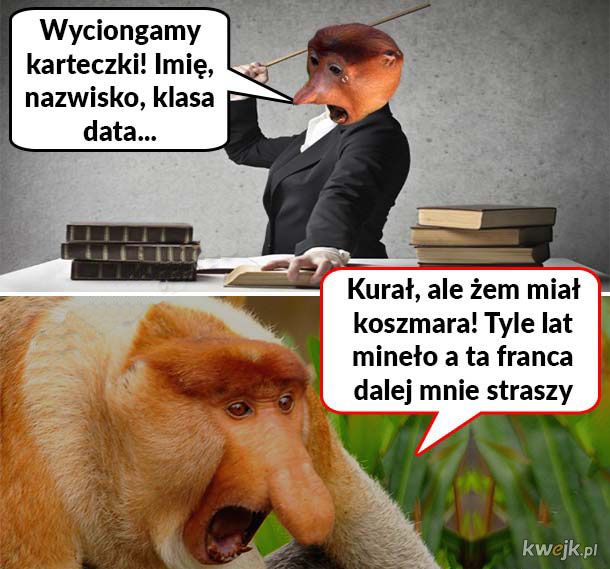 Wyciongamy
karteczki! Imię,
nazwisko, klasa
data...
Kurał, ale żem miał
koszmara! Tyle lat
mineło a ta franca
dalej mnie straszy
kwejk.pl